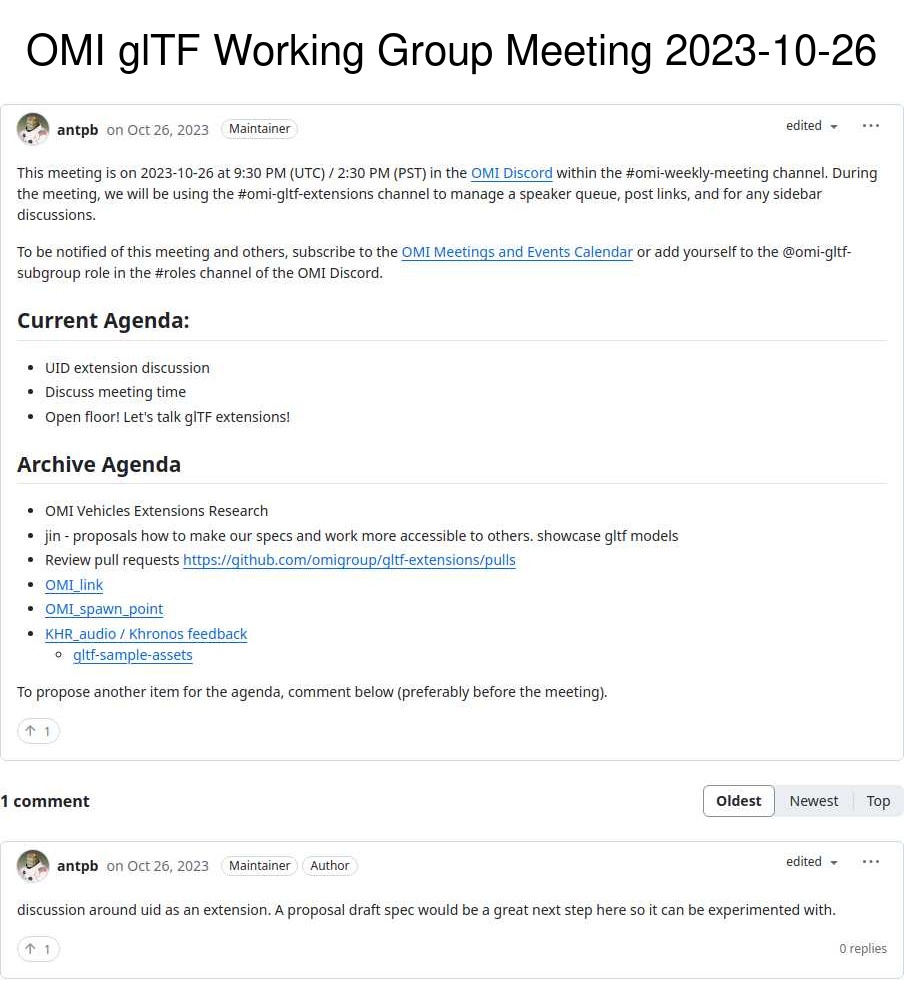 OMI glTF Working Group Meeting 2023-10-26
antpb on Oct 26, 2023 Maintainer edited
This meeting is on 2023-10-26 at 9:30 PM (UTC) / 2:30 PM (PST) in the OMI Discord within the #omi-weekly-meeting channel. During
the meeting, we will be using the #omi-gltf-extensions channel to manage a speaker queue, post links, and for any sidebar
discussions.
To be notified of this meeting and others, subscribe to the OMI Meetings and Events Calendar or add yourself to the @omi-gltf-
subgroup role in the #roles channel of the OMI Discord.
Current Agenda:
UID extension discussion
Discuss meeting time
Open floor! Let's talk glTF extensions!
Archive Agenda
OMI Vehicles Extensions Research
jin - proposals how to make our specs and work more accessible to others. showcase gltf models
Review pull requests https://github.com/omigroup/gltf-extensions/pulls
OMI_link
OMI_spawn_point
KHR_audio / Khronos feedback
gltf-sample-assets
To propose another item for the agenda, comment below (preferably before the meeting).
1
1 comment Oldest Newest Top
antpb on Oct 26, 2023 Maintainer Author edited
discussion around uid as an extension. A proposal draft spec would be a great next step here so it can be experimented with.
1 0 replies